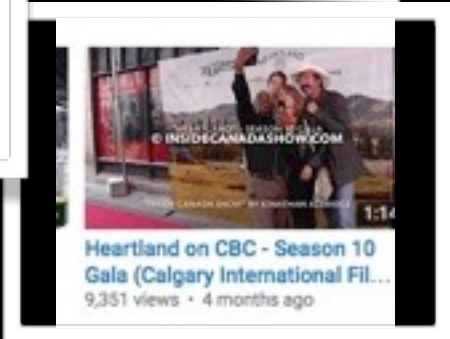 © INSIDECANADASHOW.COM
1:14
Heartland on CBC - Season 10
Gala (Calgary International Fil...
9,351 views • 4 months ago